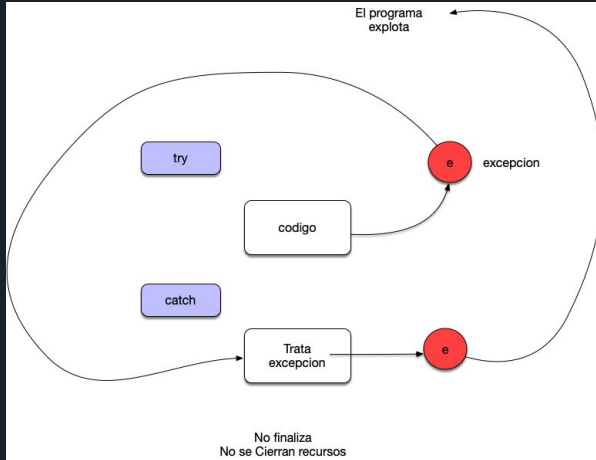 El programa
explota
try
e
excepcion
codigo
catch
Trata
excepcion
e
No finaliza
No se Cierran recursos